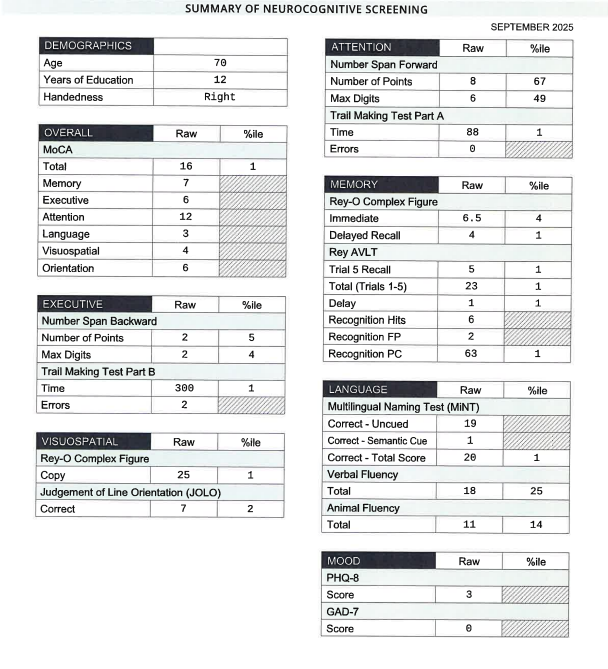 SUMMARY OF NEUROCOGNITIVE SCREENING
SEPTEMBER 2025
DEMOGRAPHICS
Age 70
Years of Education 12
Handedness Right
OVERALL Raw %ile
MoCA
Total 16 1
Memory 7
Executive 6
Attention 12
Language 3
Visuospatial 4
Orientation 6
EXECUTIVE Raw %ile
Number Span Backward
Number of Points 2 5
Max Digits 2 4
Trail Making Test Part B
Time 300 1
Errors 2
VISUOSPATIAL Raw %ile
Rey-O Complex Figure
Copy 25 1
Judgement of Line Orientation (JOLO)
Correct 7 2
ATTENTION Raw %ile
Number Span Forward
Number of Points 8 67
Max Digits 6 49
Trail Making Test Part A
Time 88 1
Errors 0
MEMORY Raw %ile
Rey-O Complex Figure
Immediate 6.5 4
Delayed Recall 4 1
Rey AVLT
Trial 5 Recall 5 1
Total (Trials 1-5) 23 1
Delay 1 1
Recognition Hits 6
Recognition FP 2
Recognition PC 63 1
LANGUAGE Raw %ile
Multilingual Naming Test (MiNT)
Correct - Uncued 19
Correct - Semantic Cue 1
Correct - Total Score 20 1
Verbal Fluency
Total 18 25
Animal Fluency
Total 11 14
MOOD Raw %ile
PHQ-8
Score 3
GAD-7
Score 0